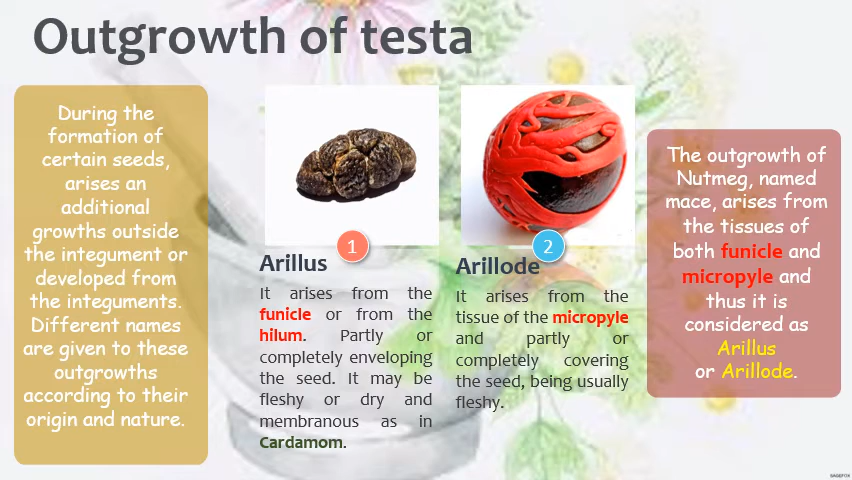 Outgrowth of testa
During the
formation of
certain seeds,
arises an
additional
growths outside
the integument or
developed from
the integuments.
Different names
are given to these
outgrowths
according to their
origin and nature.
1
Arillus
It arises from the
funicle or from the
hilum. Partly or
completely enveloping
the seed. It may be
fleshy or dry and
membranous as in
Cardamom.
2
Arillode
It arises from the
tissue of the micropyle
and partly or
completely covering
the seed, being usually
fleshy.
The outgrowth of
Nutmeg, named
mace, arises from
the tissues of
both funicle and
micropyle and
thus it is
considered as
Arillus
or Arillode.
SAGEFOX